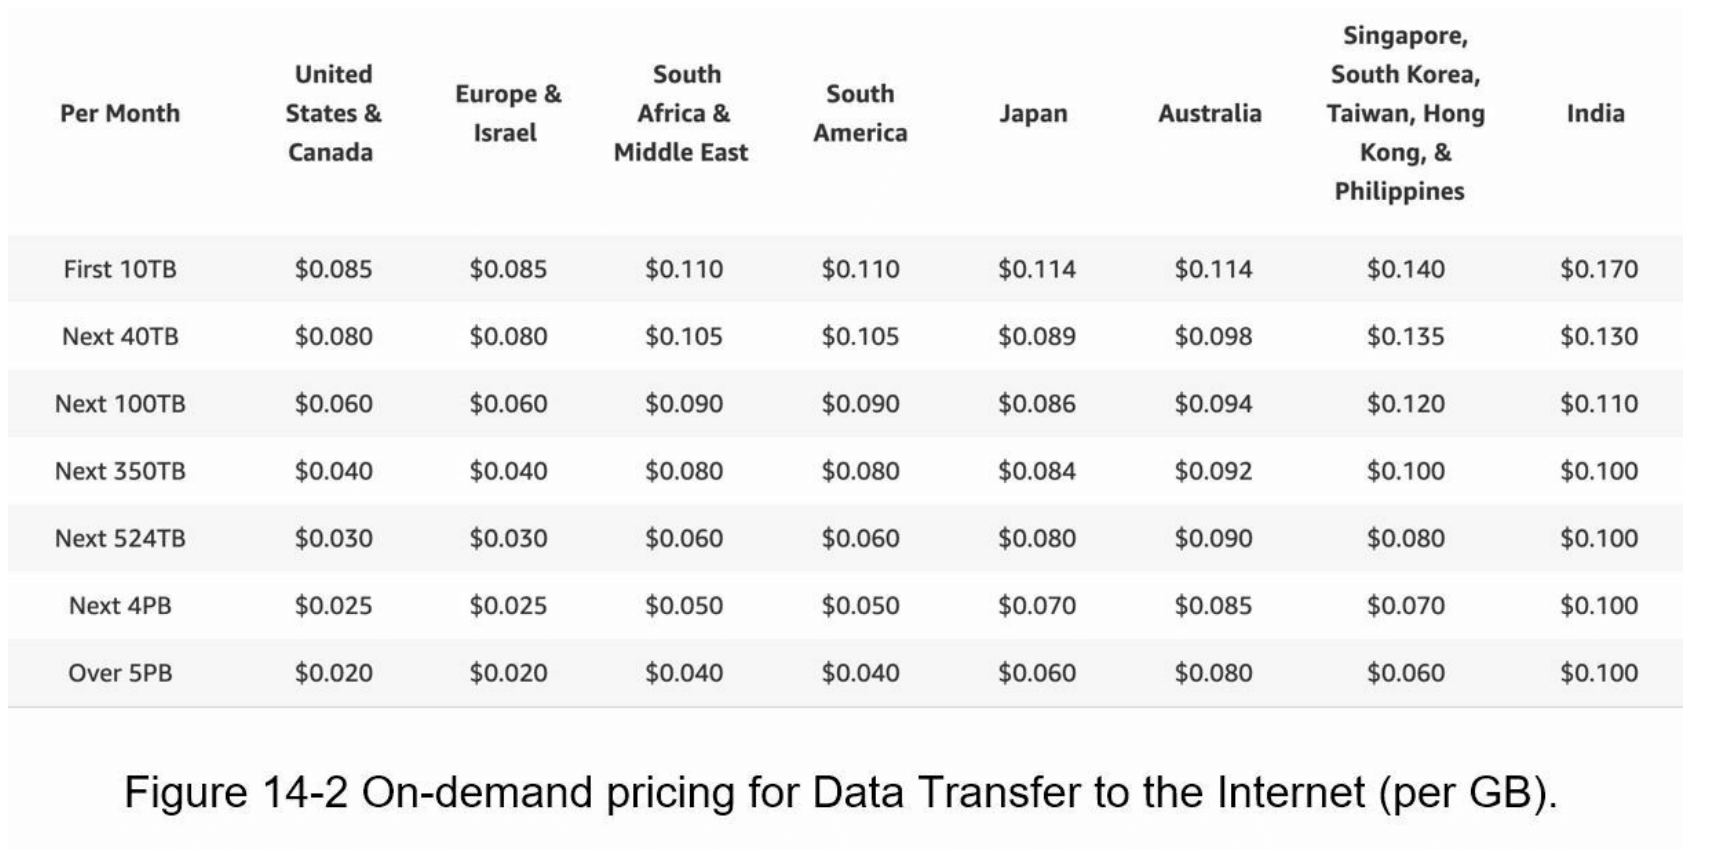 Per Month United States & Canada Europe & Israel South Africa & Middle East South America Japan Australia Singapore, South Korea, Taiwan, Hong Kong, & Philippines India
First 10TB $0.085 $0.085 $0.110 $0.110 $0.114 $0.114 $0.140 $0.170
Next 40TB $0.080 $0.080 $0.105 $0.105 $0.089 $0.098 $0.135 $0.130
Next 100TB $0.060 $0.060 $0.090 $0.090 $0.086 $0.094 $0.120 $0.110
Next 350TB $0.040 $0.040 $0.080 $0.080 $0.084 $0.092 $0.100 $0.100
Next 524TB $0.030 $0.030 $0.060 $0.060 $0.080 $0.090 $0.080 $0.100
Next 4PB $0.025 $0.025 $0.050 $0.050 $0.070 $0.085 $0.070 $0.100
Over 5PB $0.020 $0.020 $0.040 $0.040 $0.060 $0.080 $0.060 $0.100
Figure 14-2 On-demand pricing for Data Transfer to the Internet (per GB).